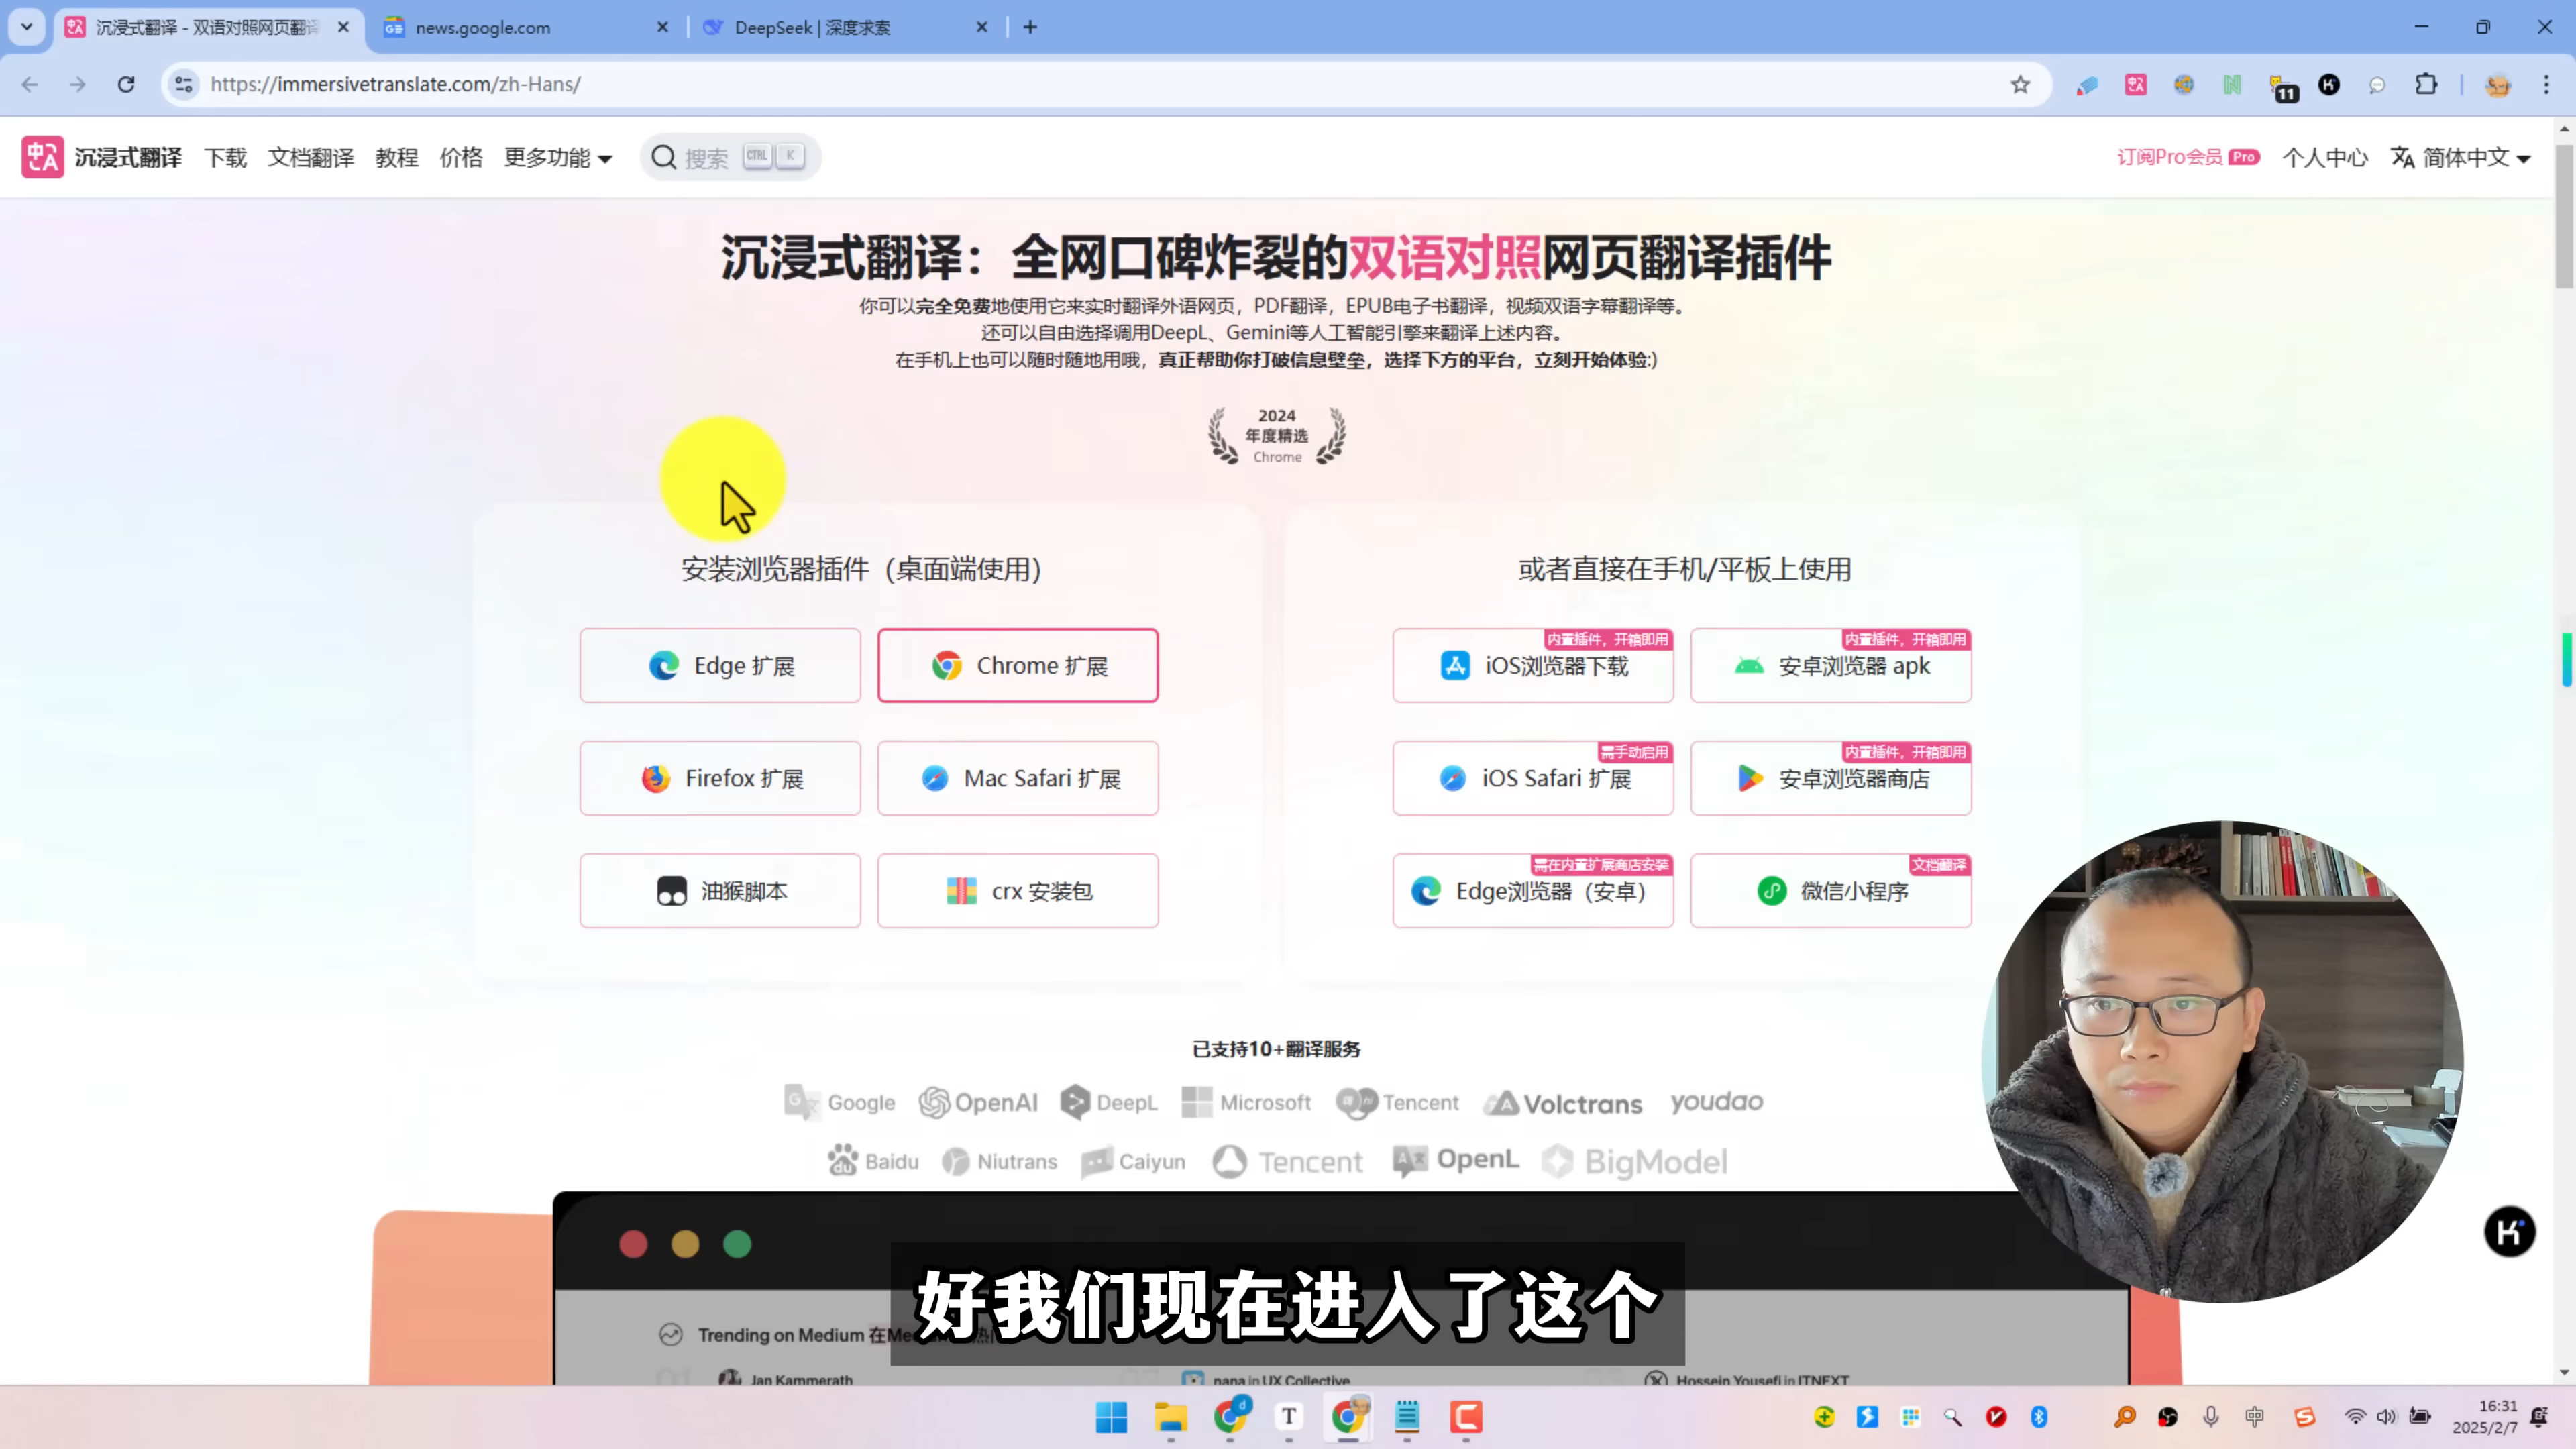 沉浸式翻译 - 双语对照网页翻译
news.google.com
DeepSeek | 深度求索
https://immersivetranslate.com/zh-Hans/
11
沉浸式翻译
下载
文档翻译
教程
价格
更多功能
搜索
CTRL
K
订阅Pro会员 Pro
个人中心
简体中文
沉浸式翻译：全网口碑炸裂的双语对照网页翻译插件
你可以完全免费地使用它来实时翻译外语网页，PDF翻译，EPUB电子书翻译，视频双语字幕翻译等。
还可以自由选择调用DeepL、Gemini等人工智能引擎来翻译上述内容。
在手机上也可以随时随地用哦，真正帮助你打破信息壁垒，选择下方的平台，立刻开始体验:)
2024
年度精选
Chrome
安装浏览器插件（桌面端使用）
Edge 扩展
Chrome 扩展
Firefox 扩展
Mac Safari 扩展
油猴脚本
crx 安装包
或者直接在手机/平板上使用
内置插件，开箱即用
iOS浏览器下载
内置插件，开箱即用
安卓浏览器 apk
需手动启用
iOS Safari 扩展
内置插件，开箱即用
安卓浏览器商店
需在内置扩展商店安装
Edge浏览器（安卓）
文档翻译
微信小程序
已支持10+翻译服务
Google OpenAI DeepL Microsoft Tencent Volctrans youdao
Baidu Niutrans Caiyun Tencent OpenL BigModel
Trending on Medium
Jan Kammerath
nana in UX Collective
Hossein Yousefi in ITNEXT
好我们现在进入了这个
16:31
2025/2/7